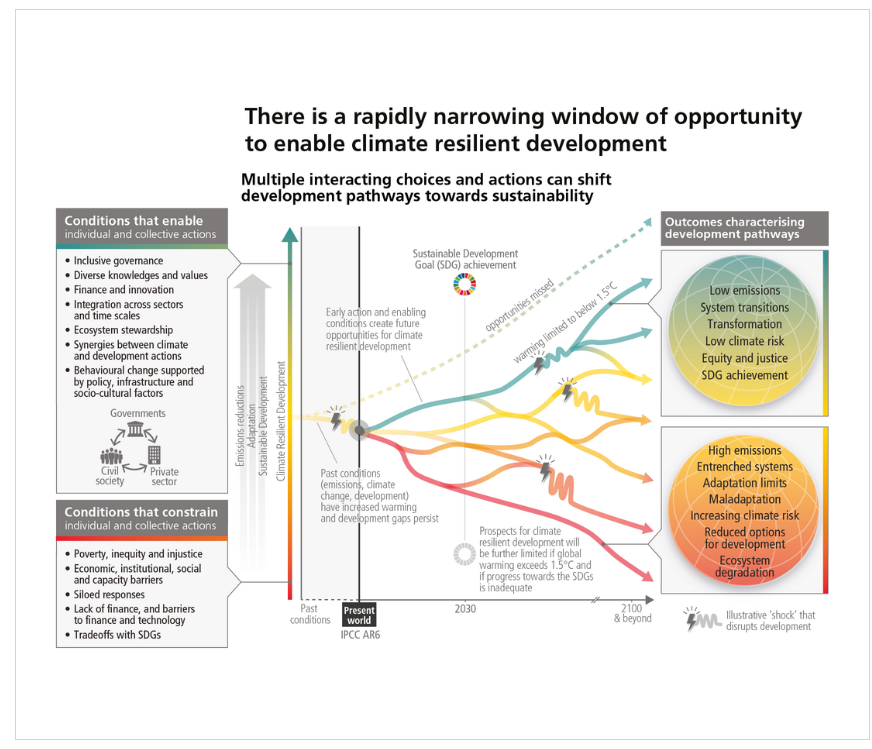 There is a rapidly narrowing window of opportunity
to enable climate resilient development
Multiple interacting choices and actions can shift
development pathways towards sustainability
Conditions that enable
individual and collective actions
• Inclusive governance
• Diverse knowledges and values
• Finance and innovation
• Integration across sectors
and time scales
• Ecosystem stewardship
• Synergies between climate
and development actions
• Behavioural change supported
by policy, infrastructure and
socio-cultural factors
Governments
Civil
society
Private
sector
Conditions that constrain
individual and collective actions
• Poverty, inequity and injustice
• Economic, institutional, social
and capacity barriers
• Siloed responses
• Lack of finance, and barriers
to finance and technology
• Tradeoffs with SDGs
Emissions reductions
Adaptation
Sustainable Development
Climate Resilient Development
Sustainable Development
Goal (SDG) achievement
Early action and enabling
conditions create future
opportunities for climate
resilient development
opportunities missed
warming limited to below 1.5°C
Past conditions
(emissions, climate
change, development)
have increased warming
and development gaps persist
Prospects for climate
resilient development will
be further limited if global
warming exceeds 1.5°C and
if progress towards the SDGs
is inadequate
Past
conditions
Present
world
IPCC AR6
2030
2100
& beyond
Outcomes characterising
development pathways
Low emissions
System transitions
Transformation
Low climate risk
Equity and justice
SDG achievement
High emissions
Entrenched systems
Adaptation limits
Maladaptation
Increasing climate risk
Reduced options
for development
Ecosystem
degradation
Illustrative 'shock' that
disrupts development